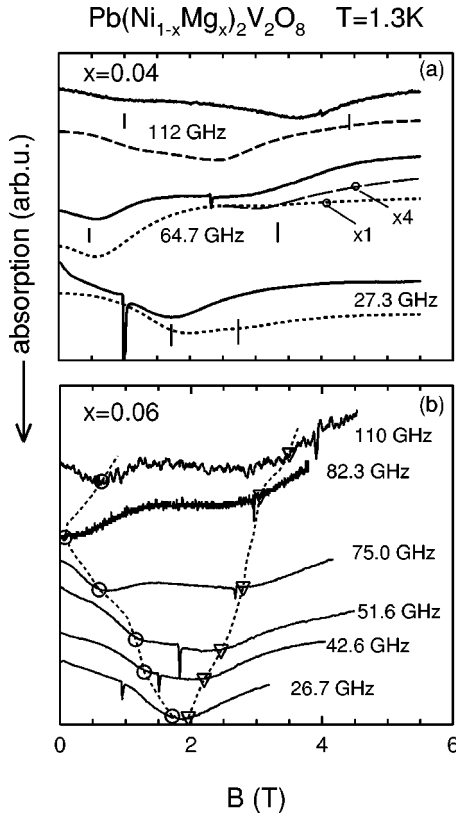 Pb(Ni₁₋ₓMgₓ)₂V₂O₈ T=1.3K
x=0.04 (a)
112 GHz
x4
64.7 GHz x1
27.3 GHz
absorption (arb.u.)
x=0.06 (b)
110 GHz
82.3 GHz
75.0 GHz
51.6 GHz
42.6 GHz
26.7 GHz
0 2 4 6
B (T)